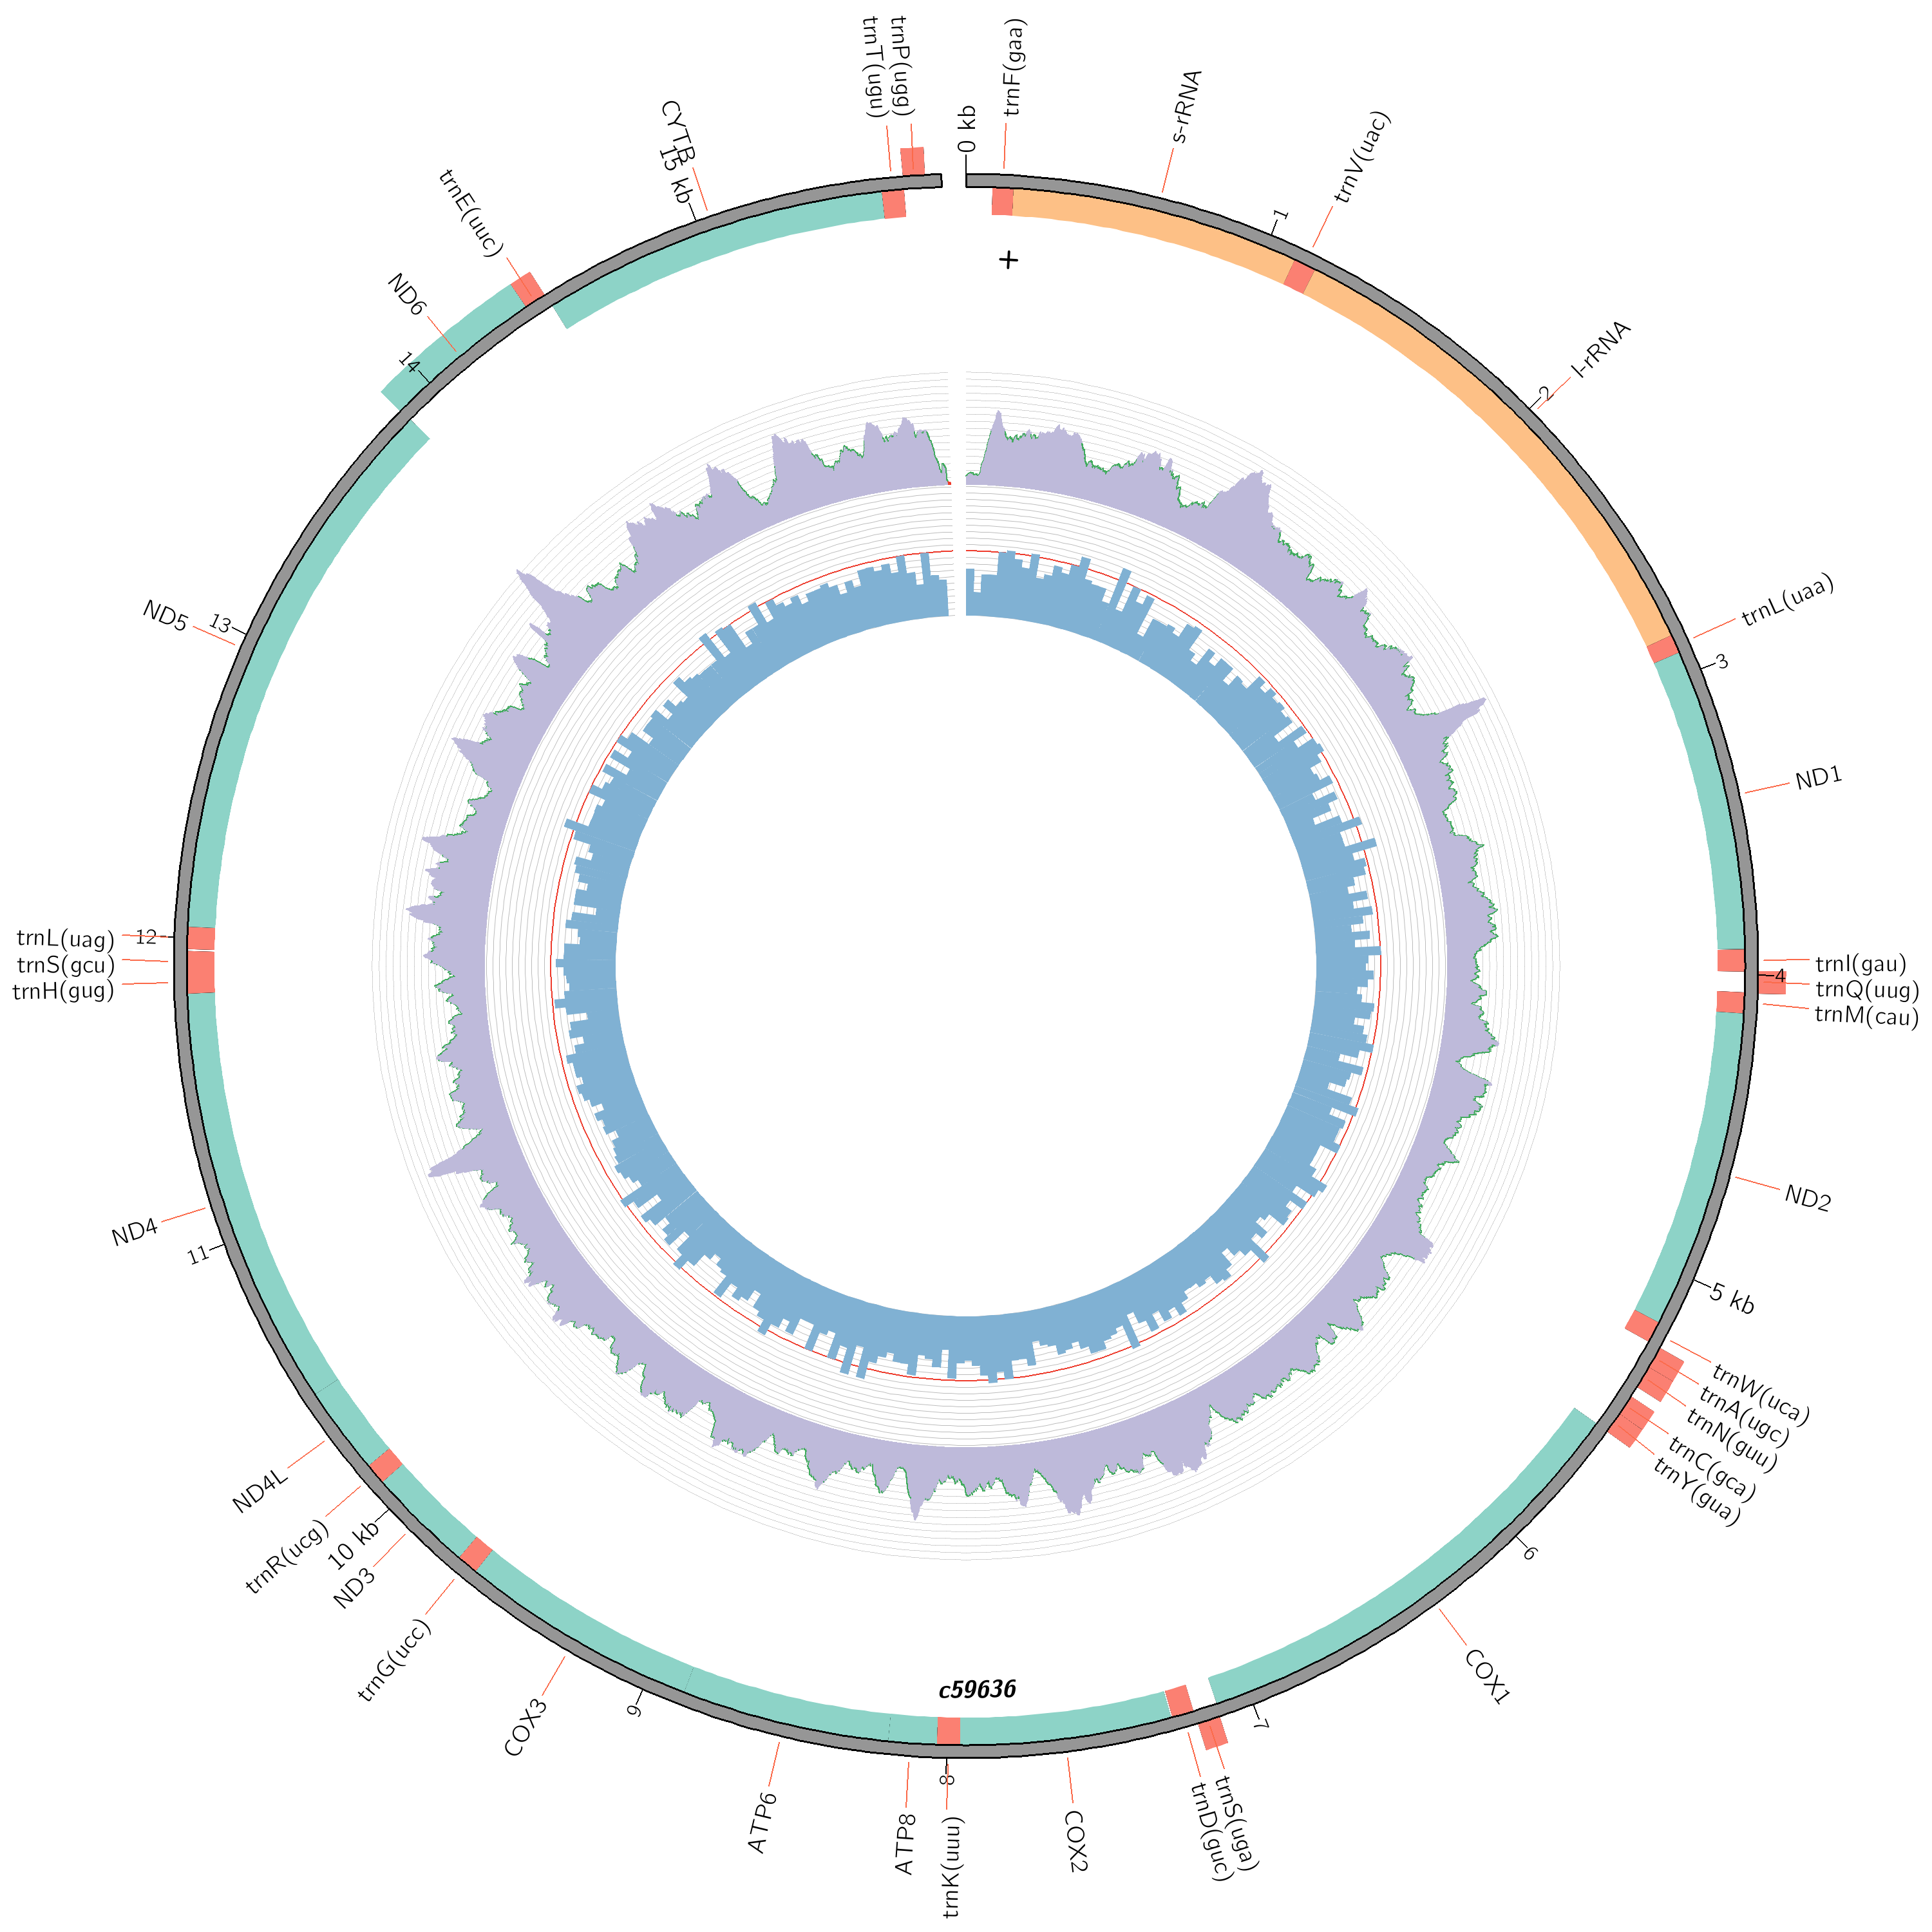 0 kb
trnF(gaa)
s-rRNA
1
trnV(uac)
2
l-rRNA
trnL(uaa)
3
ND1
trnI(gau)
4
trnQ(uug)
trnM(cau)
ND2
5 kb
trnW(uca)
trnA(ugc)
trnN(guu)
trnC(gca)
trnY(gua)
6
COX1
7
trnS(uga)
trnD(guc)
COX2
8
trnK(uuu)
ATP8
ATP6
9
COX3
trnG(ucc)
ND3
10 kb
trnR(ucg)
ND4L
11
ND4
trnH(gug)
trnS(gcu)
12
trnL(uag)
13
ND5
14
ND6
trnE(uuc)
15 kb
CYTB
trnT(ugu)
trnP(ugg)
+
c59636